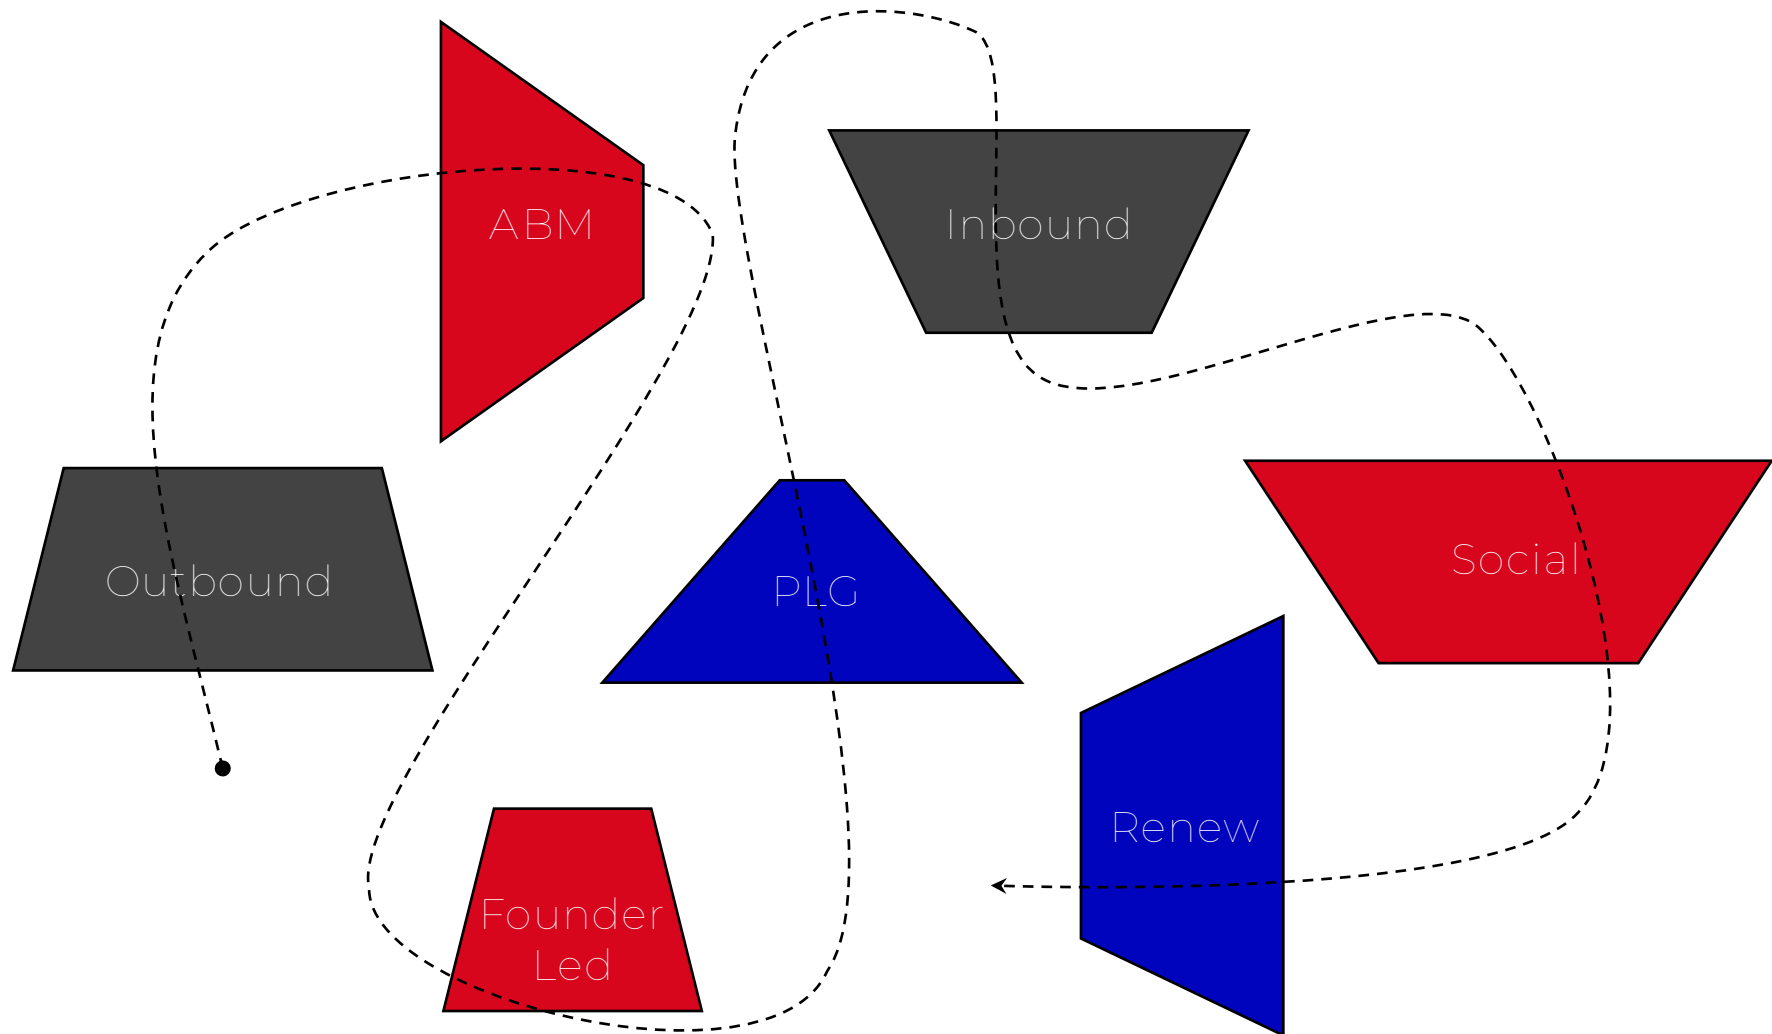 ABM
Inbound
Outbound
PLG
Social
Renew
Founder
Led